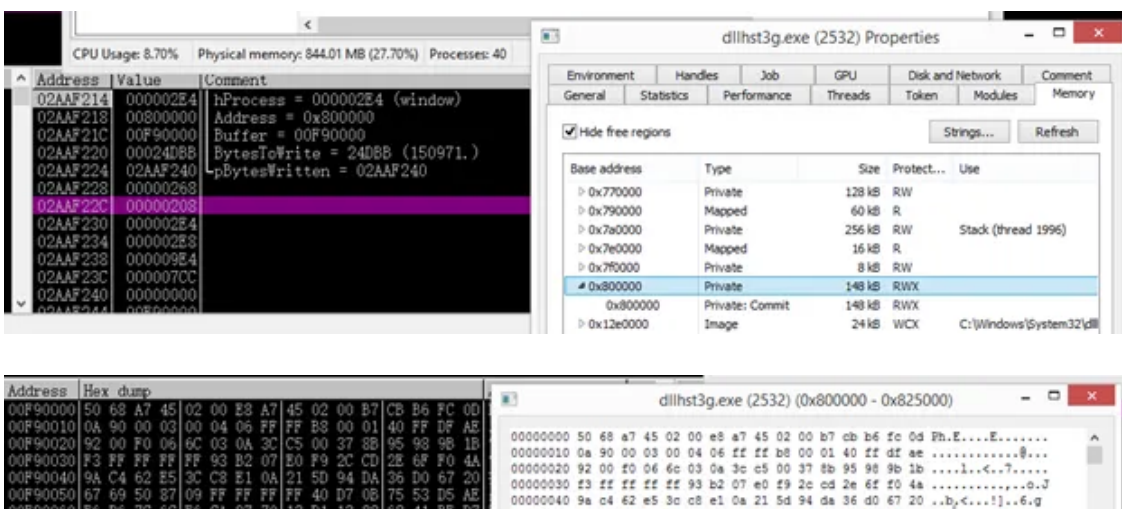 CPU Usage: 8.70% Physical memory: 844.01 MB (27.70%) Processes: 40
Address Value Comment
02AAF214 000002E4 hProcess = 000002E4 (window)
02AAF218 00800000 Address = 0x800000
02AAF21C 00F90000 Buffer = 00F90000
02AAF220 00024DBB BytesToWrite = 24DBB (150971.)
02AAF224 02AAF240 pBytesWritten = 02AAF240
02AAF228 00000268
02AAF22C 00000208
02AAF230 000002E4
02AAF234 000002E8
02AAF238 000009E4
02AAF23C 000007CC
02AAF240 00000000
02AAF244 00F90000
dllhst3g.exe (2532) Properties
Environment Handles Job GPU Disk and Network Comment
General Statistics Performance Threads Token Modules Memory
Hide free regions Strings... Refresh
Base address Type Size Protect... Use
0x770000 Private 128 kB RW
0x790000 Mapped 60 kB R
0x7a0000 Private 256 kB RW Stack (thread 1996)
0x7e0000 Mapped 16 kB R
0x7f0000 Private 8 kB RW
0x800000 Private 148 kB RWX
0x800000 Private: Commit 148 kB RWX
0x12e0000 Image 24 kB WCX C:\Windows\System32\dll
Address Hex dump
00F90000 50 68 A7 45 02 00 E8 A7 45 02 00 B7 CB B6 FC 0D
00F90010 0A 90 00 03 00 04 06 FF FF B8 00 01 40 FF DF AE
00F90020 92 00 F0 06 6C 03 0A 3C C5 00 37 8B 95 98 9B 1B
00F90030 F3 FF FF FF FF 93 B2 07 E0 F9 2C CD 2E 6F F0 4A
00F90040 9A C4 62 E5 3C C8 E1 0A 21 5D 94 DA 36 D0 67 20
00F90050 67 69 50 87 09 FF FF FF FF 40 D7 0B 75 53 D5 AE
dllhst3g.exe (2532) (0x800000 - 0x825000)
00000000 50 68 a7 45 02 00 e8 a7 45 02 00 b7 cb b6 fc 0d Ph.E....E.......
00000010 0a 90 00 03 00 04 06 ff ff b8 00 01 40 ff df ae ............@...
00000020 92 00 f0 06 6c 03 0a 3c c5 00 37 8b 95 98 9b 1b ....l..<..7.....
00000030 f3 ff ff ff ff 93 b2 07 e0 f9 2c cd 2e 6f f0 4a ..........,..o.J
00000040 9a c4 62 e5 3c c8 e1 0a 21 5d 94 da 36 d0 67 20 ..b.<...!]..6.g